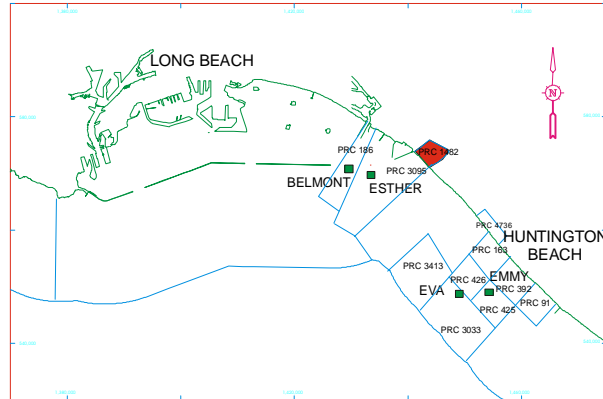 LONG BEACH
N
PRC 186
PRC 1482
PRC 3095
BELMONT
ESTHER
PRC 4736
HUNTINGTON
BEACH
PRC 163
PRC 3413
PRC 426
EMMY
EVA
PRC 392
PRC 91
PRC 425
PRC 3033